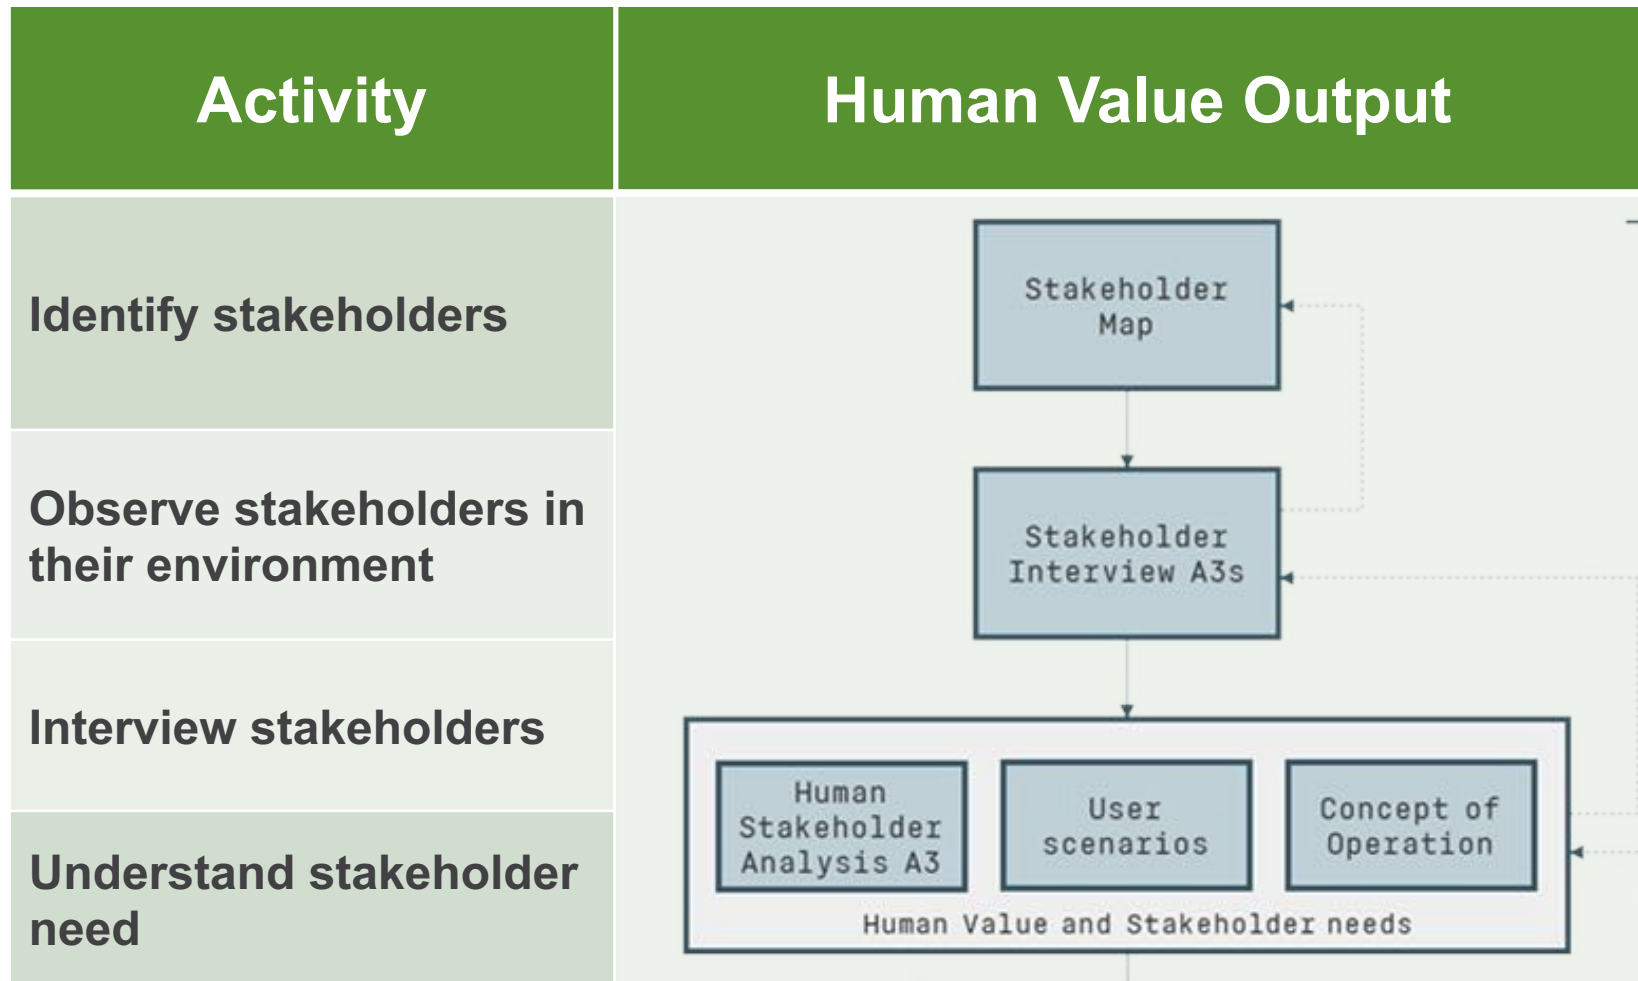 Activity
Human Value Output
Identify stakeholders
Stakeholder
Map
Observe stakeholders in
their environment
Stakeholder
Interview A3s
Interview stakeholders
Understand stakeholder
need
Human
Stakeholder
Analysis A3
User
scenarios
Concept of
Operation
Human Value and Stakeholder needs